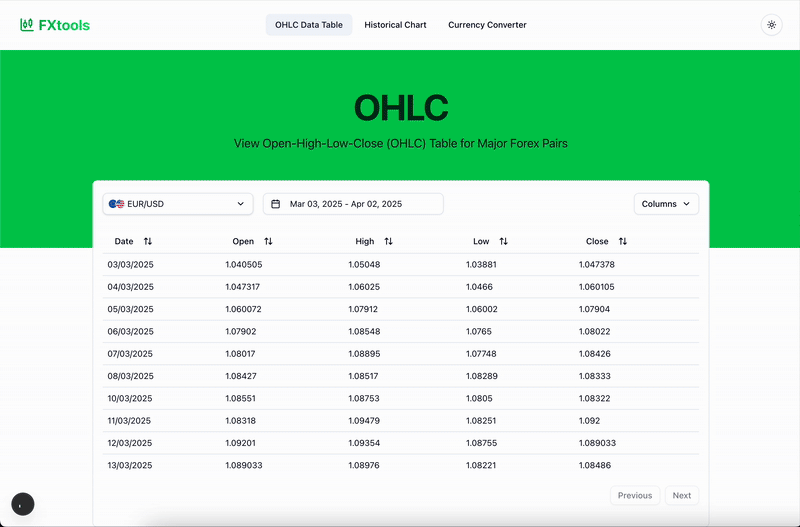 FXtools
OHLC Data Table Historical Chart Currency Converter
OHLC
View Open-High-Low-Close (OHLC) Table for Major Forex Pairs
EUR/USD Mar 03, 2025 - Apr 02, 2025 Columns
Date Open High Low Close
03/03/2025 1.040505 1.05048 1.03881 1.047378
04/03/2025 1.047317 1.06025 1.0466 1.060105
05/03/2025 1.060072 1.07912 1.06002 1.07904
06/03/2025 1.07902 1.08548 1.0765 1.08022
07/03/2025 1.08017 1.08895 1.07748 1.08426
08/03/2025 1.08427 1.08517 1.08289 1.08333
10/03/2025 1.08551 1.08753 1.0805 1.08322
11/03/2025 1.08318 1.09479 1.08251 1.092
12/03/2025 1.09201 1.09354 1.08755 1.089033
13/03/2025 1.089033 1.08976 1.08221 1.08486
Previous Next